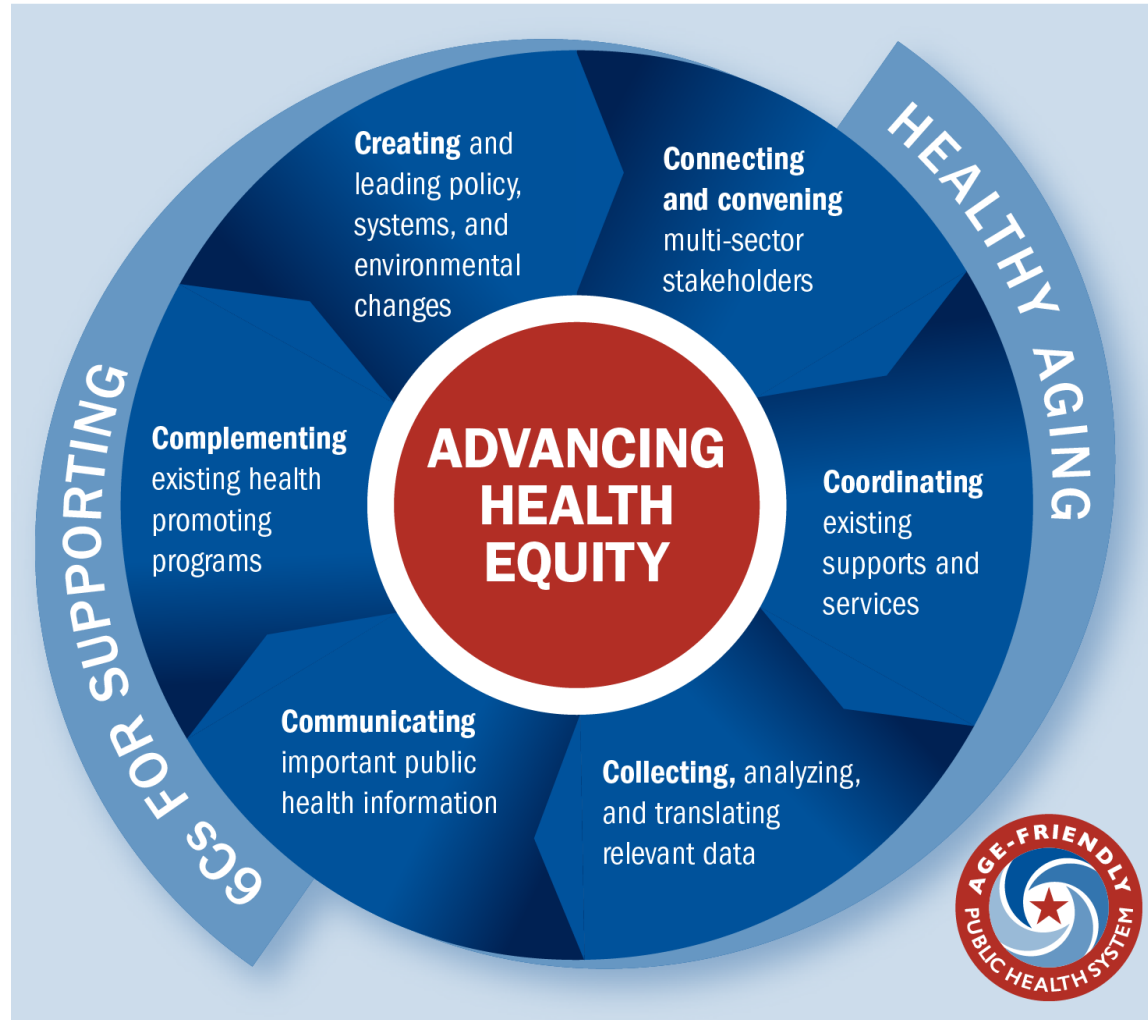 6Cs FOR SUPPORTING
HEALTHY AGING
Creating and
leading policy,
systems, and
environmental
changes
Connecting
and convening
multi-sector
stakeholders
Coordinating
existing
supports and
services
Collecting, analyzing,
and translating
relevant data
Communicating
important public
health information
Complementing
existing health
promoting
programs
ADVANCING
HEALTH
EQUITY
AGE-FRIENDLY
PUBLIC HEALTH SYSTEM